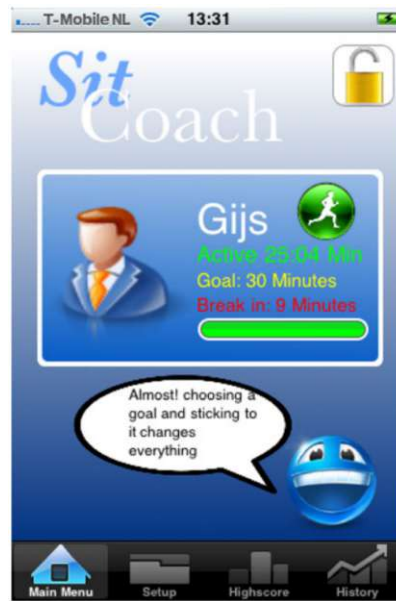 T-Mobile NL 13:31
Sit
Coach
Gijs
Active 25:04 Min
Goal: 30 Minutes
Break in: 9 Minutes
Almost! choosing a
goal and sticking to
it changes
everything
Main Menu Setup Highscore History